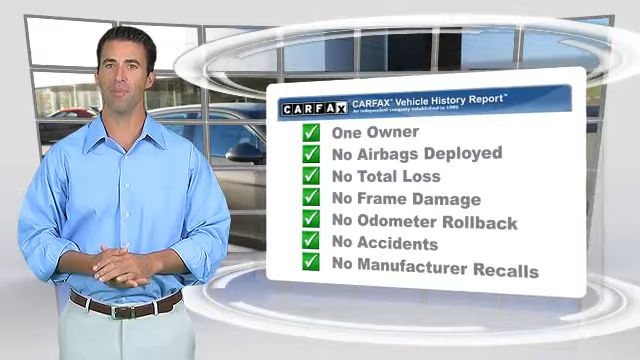 CARFAX
CARFAX™ Vehicle History Report™
An independent company established in 1986
One Owner
No Airbags Deployed
No Total Loss
No Frame Damage
No Odometer Rollback
No Accidents
No Manufacturer Recalls